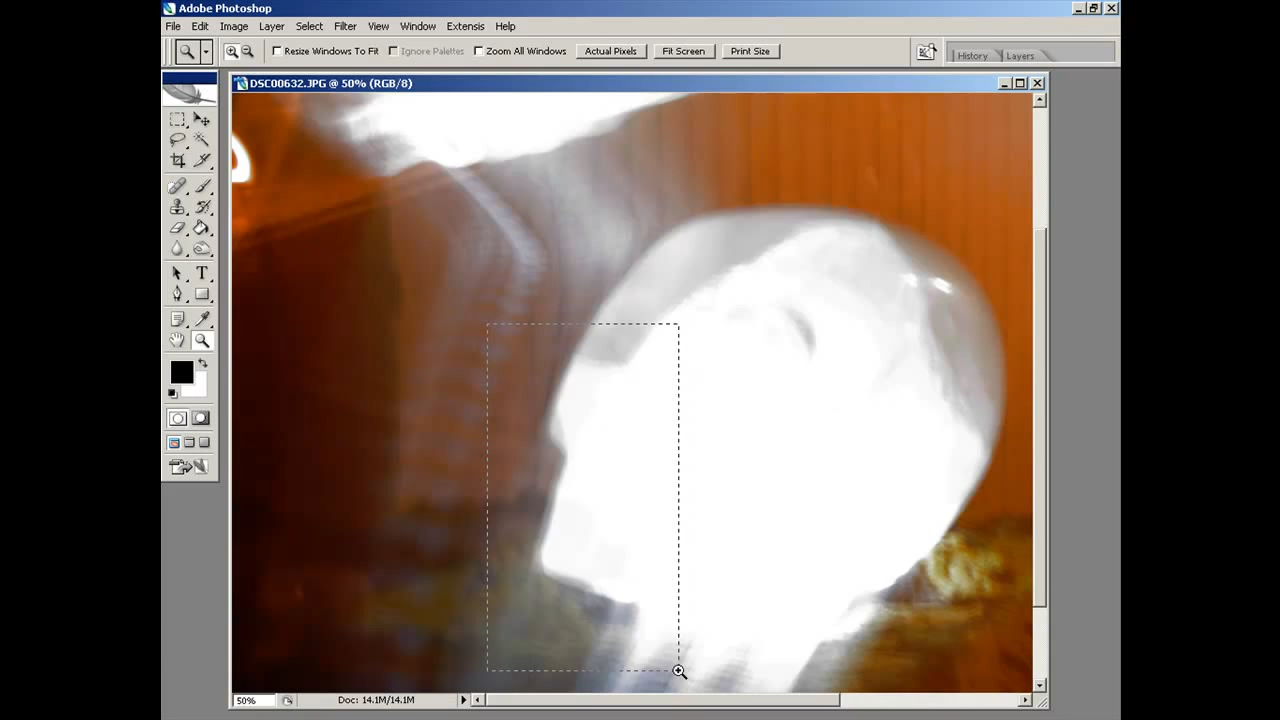 Adobe Photoshop
File Edit Image Layer Select Filter View Window Extensis Help
Resize Windows To Fit Ignore Palettes Zoom All Windows Actual Pixels Fit Screen Print Size History Layers
DSC00632.JPG @ 50% (RGB/8)
T
50% Doc: 14.1M/14.1M